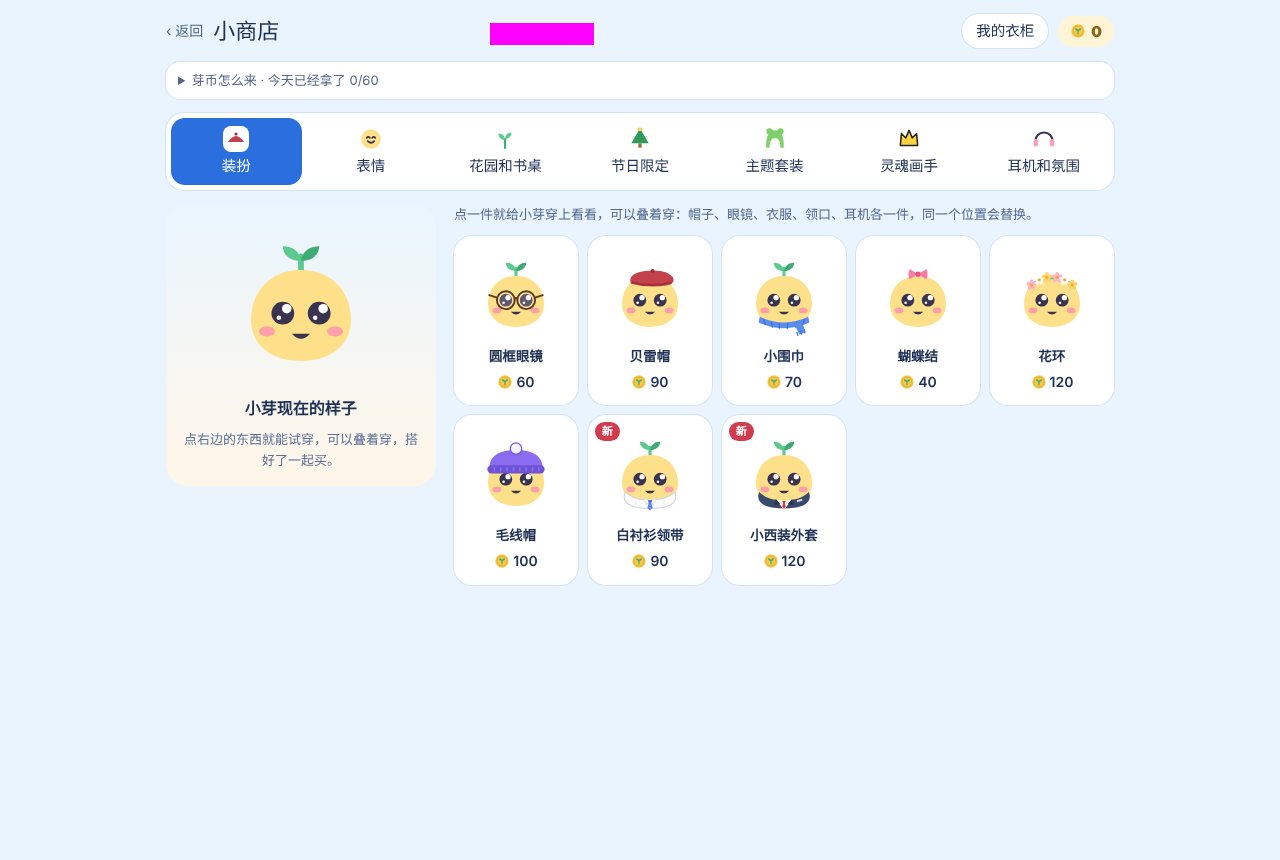 ‹ 返回 小商店
我的衣柜
0
▶ 芽币怎么来 · 今天已经拿了 0/60
装扮
表情
花园和书桌
节日限定
主题套装
灵魂画手
耳机和氛围
小芽现在的样子
点右边的东西就能试穿，可以叠着穿，搭
好了一起买。
点一件就给小芽穿上看看，可以叠着穿：帽子、眼镜、衣服、领口、耳机各一件，同一个位置会替换。
圆框眼镜
60
贝雷帽
90
小围巾
70
蝴蝶结
40
花环
120
毛线帽
100
新
白衬衫领带
90
新
小西装外套
120